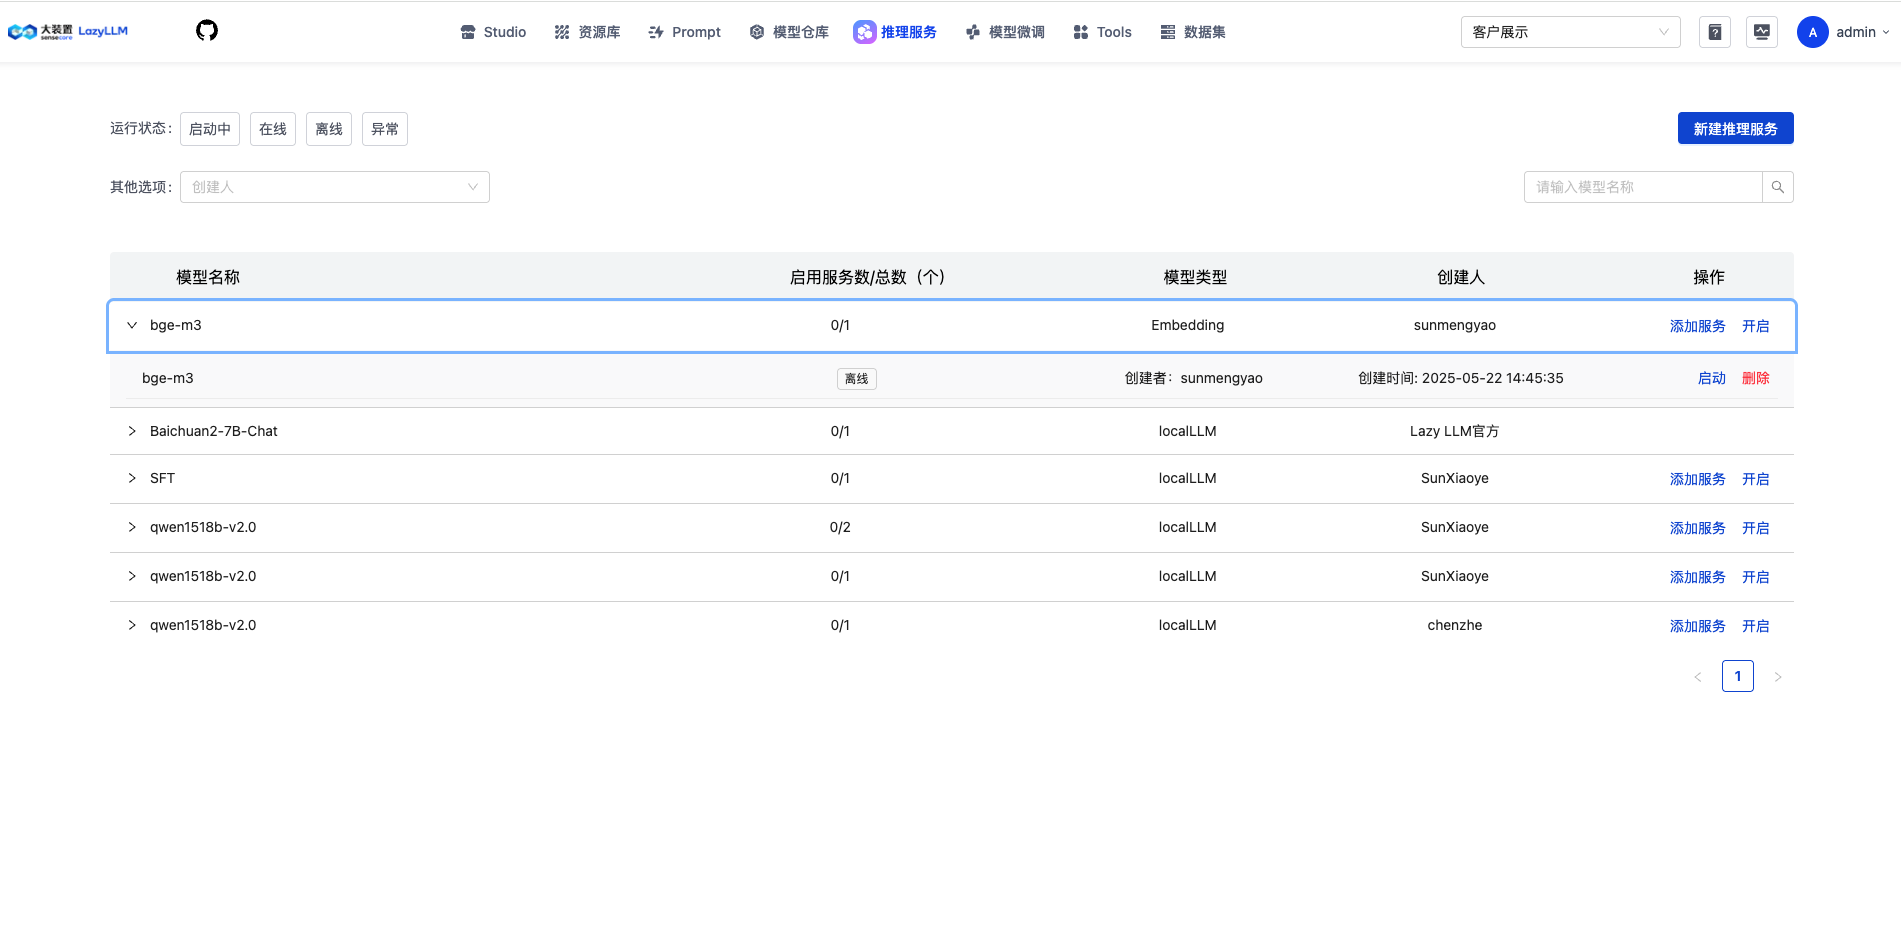 大装置 sensecore LazyLLM Studio 资源库 Prompt 模型仓库 推理服务 模型微调 Tools 数据集 客户展示 A admin
运行状态： 启动中 在线 离线 异常 新建推理服务
其他选项： 创建人 请输入模型名称
模型名称 启用服务数/总数（个） 模型类型 创建人 操作
bge-m3 0/1 Embedding sunmengyao 添加服务 开启
bge-m3 离线 创建者：sunmengyao 创建时间: 2025-05-22 14:45:35 启动 删除
Baichuan2-7B-Chat 0/1 localLLM Lazy LLM官方
SFT 0/1 localLLM SunXiaoye 添加服务 开启
qwen1518b-v2.0 0/2 localLLM SunXiaoye 添加服务 开启
qwen1518b-v2.0 0/1 localLLM SunXiaoye 添加服务 开启
qwen1518b-v2.0 0/1 localLLM chenzhe 添加服务 开启
1